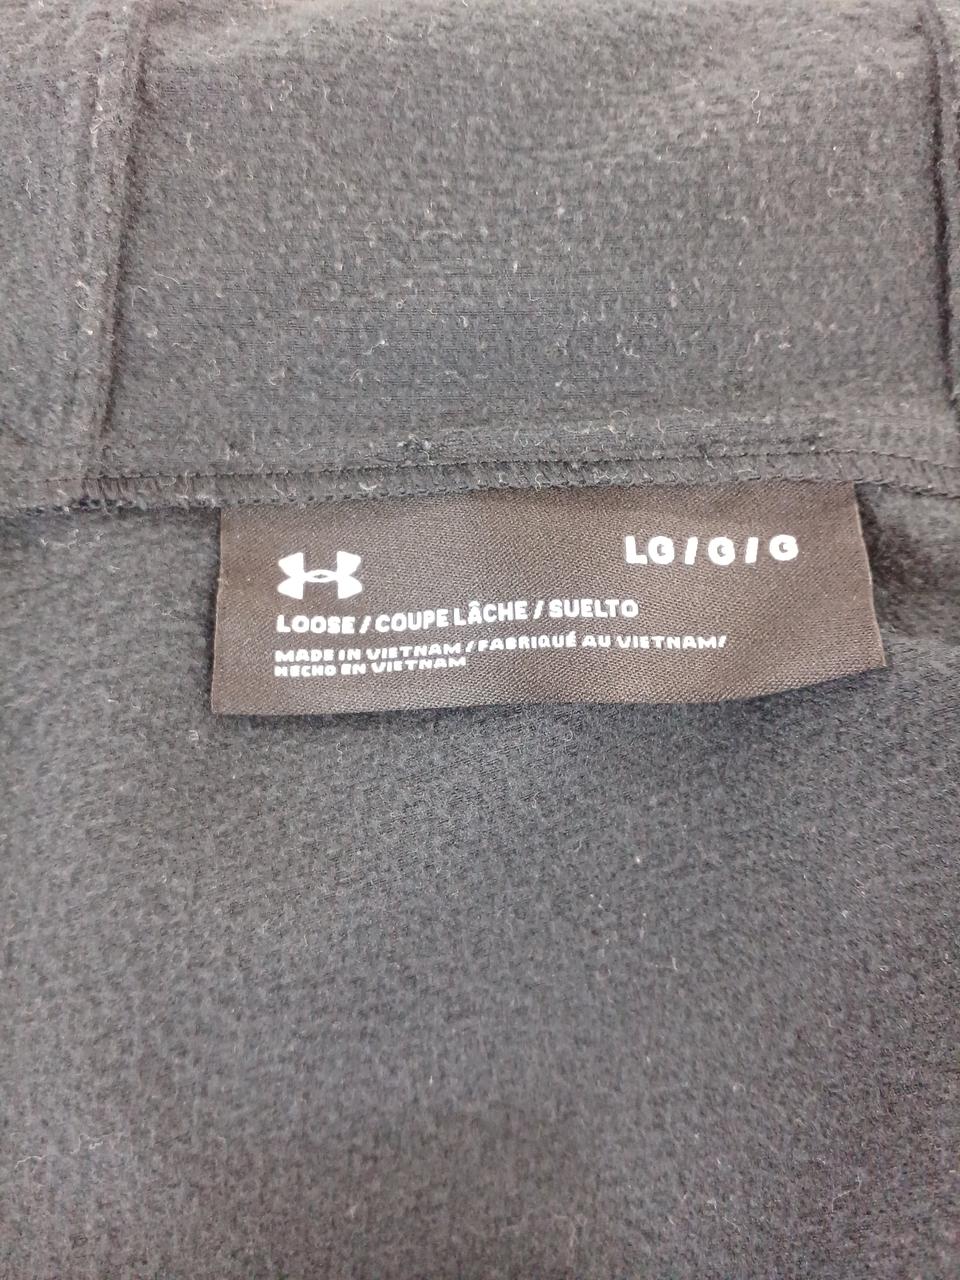 LG / G / G
LOOSE / COUPE LÂCHE / SUELTO
MADE IN VIETNAM / FABRIQUÉ AU VIETNAM/
HECHO EN VIETNAM